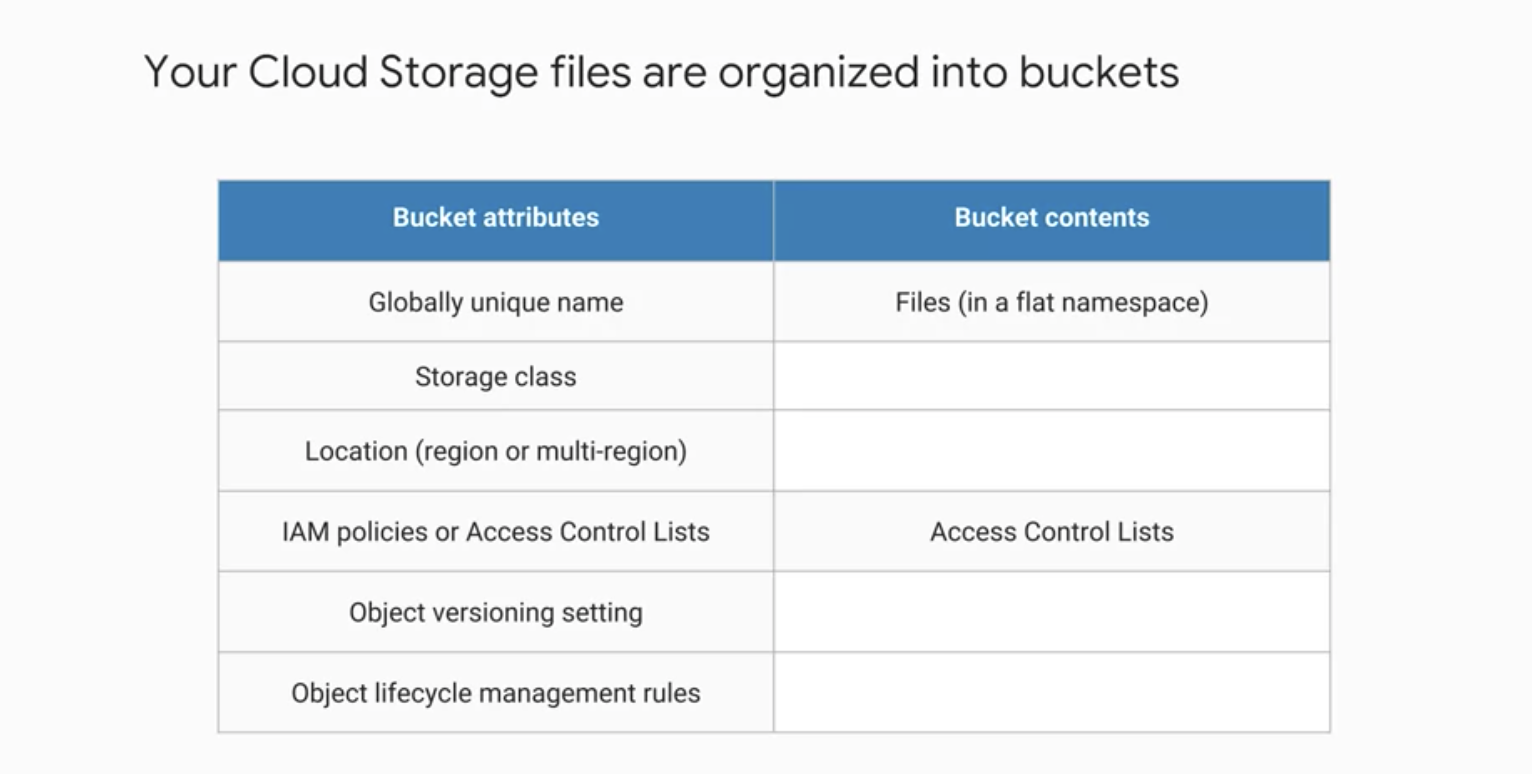 Your Cloud Storage files are organized into buckets
Bucket attributes
Bucket contents
Globally unique name
Files (in a flat namespace)
Storage class
Location (region or multi-region)
IAM policies or Access Control Lists
Access Control Lists
Object versioning setting
Object lifecycle management rules